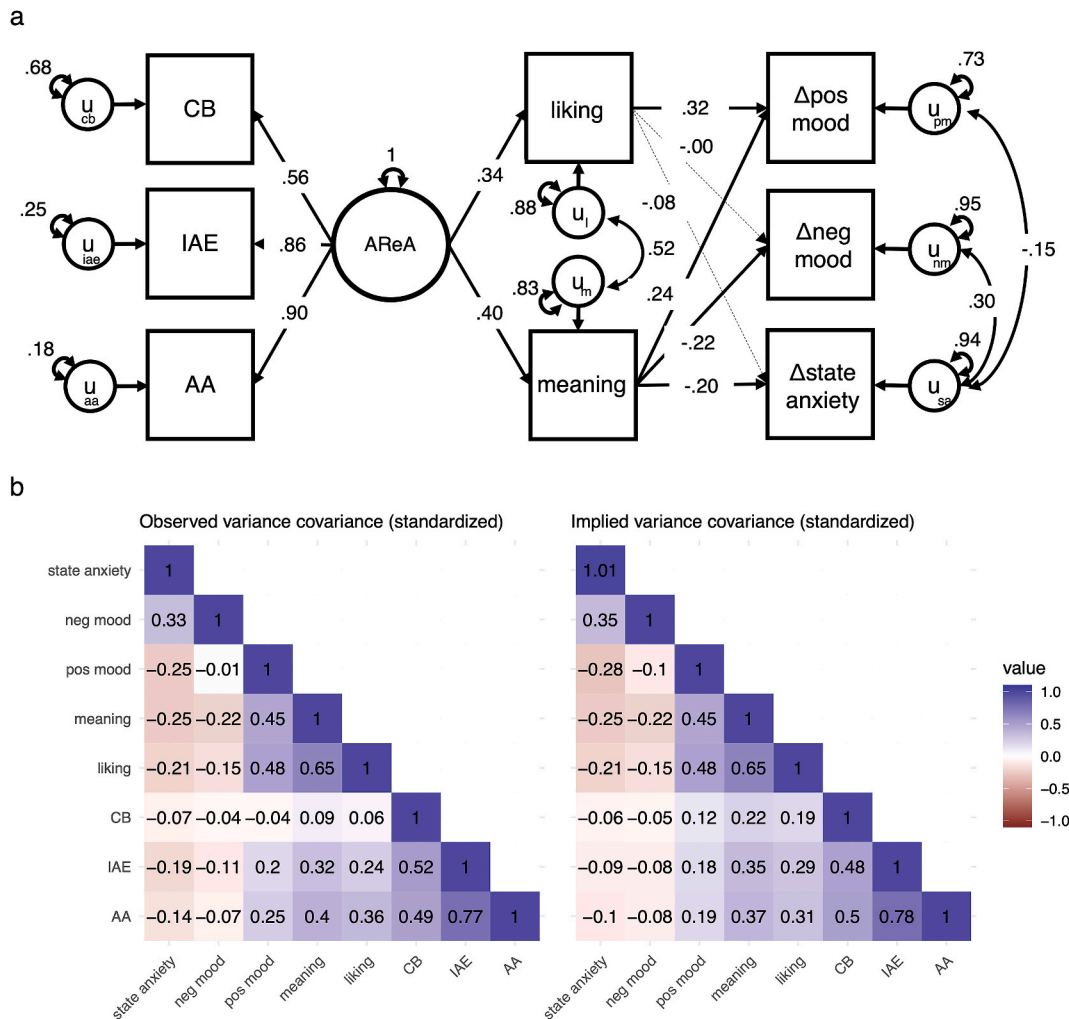 a
.68
u cb
CB
.25
u iae
IAE
.18
u aa
AA
.56
.86
.90
1
AReA
.34
.40
liking
.88
u l
.52
.83
u m
meaning
.32
-.00
-.08
.24
-.22
-.20
Δpos
mood
Δneg
mood
Δstate
anxiety
.73
u pm
.95
u nm
.94
u sa
-.15
.30
b
Observed variance covariance (standardized)
state anxiety 1
neg mood 0.33 1
pos mood −0.25 −0.01 1
meaning −0.25 −0.22 0.45 1
liking −0.21 −0.15 0.48 0.65 1
CB −0.07 −0.04 −0.04 0.09 0.06 1
IAE −0.19 −0.11 0.2 0.32 0.24 0.52 1
AA −0.14 −0.07 0.25 0.4 0.36 0.49 0.77 1
state anxiety neg mood pos mood meaning liking CB IAE AA
Implied variance covariance (standardized)
1.01
0.35 1
−0.28 −0.1 1
−0.25 −0.22 0.45 1
−0.21 −0.15 0.48 0.65 1
−0.06 −0.05 0.12 0.22 0.19 1
−0.09 −0.08 0.18 0.35 0.29 0.48 1
−0.1 −0.08 0.19 0.37 0.31 0.5 0.78 1
state anxiety neg mood pos mood meaning liking CB IAE AA
value
1.0
0.5
0.0
−0.5
−1.0